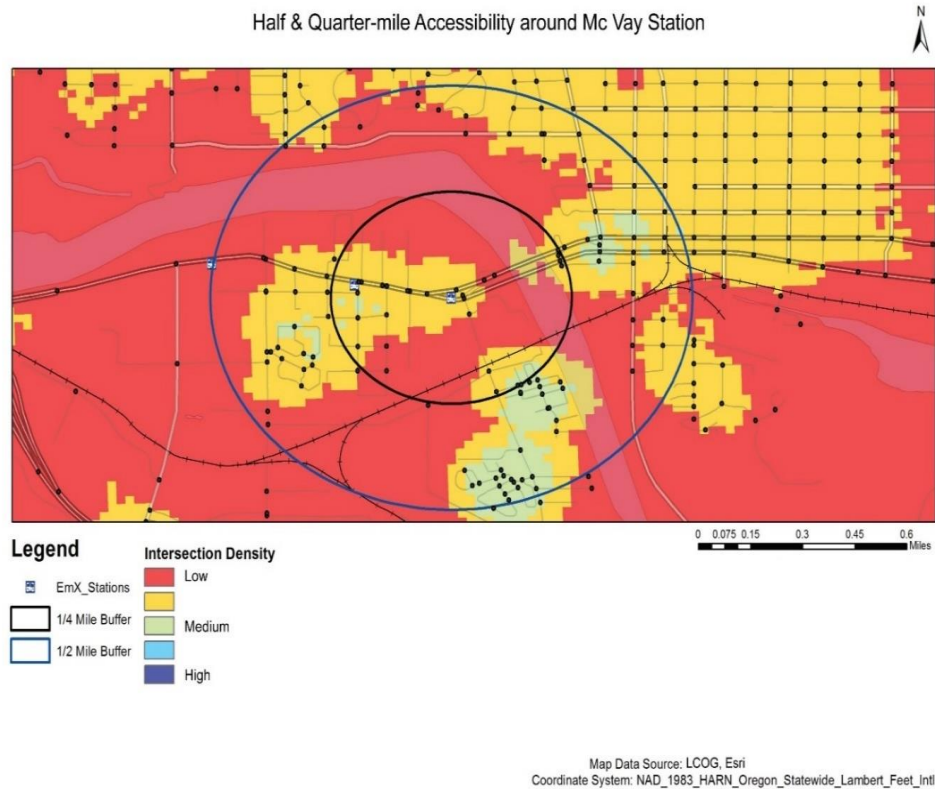 Half & Quarter-mile Accessibility around Mc Vay Station
N
0 0.075 0.15 0.3 0.45 0.6
Miles
Legend
EmX_Stations
1/4 Mile Buffer
1/2 Mile Buffer
Intersection Density
Low
Medium
High
Map Data Source: LCOG, Esri
Coordinate System: NAD_1983_HARN_Oregon_Statewide_Lambert_Feet_Intl